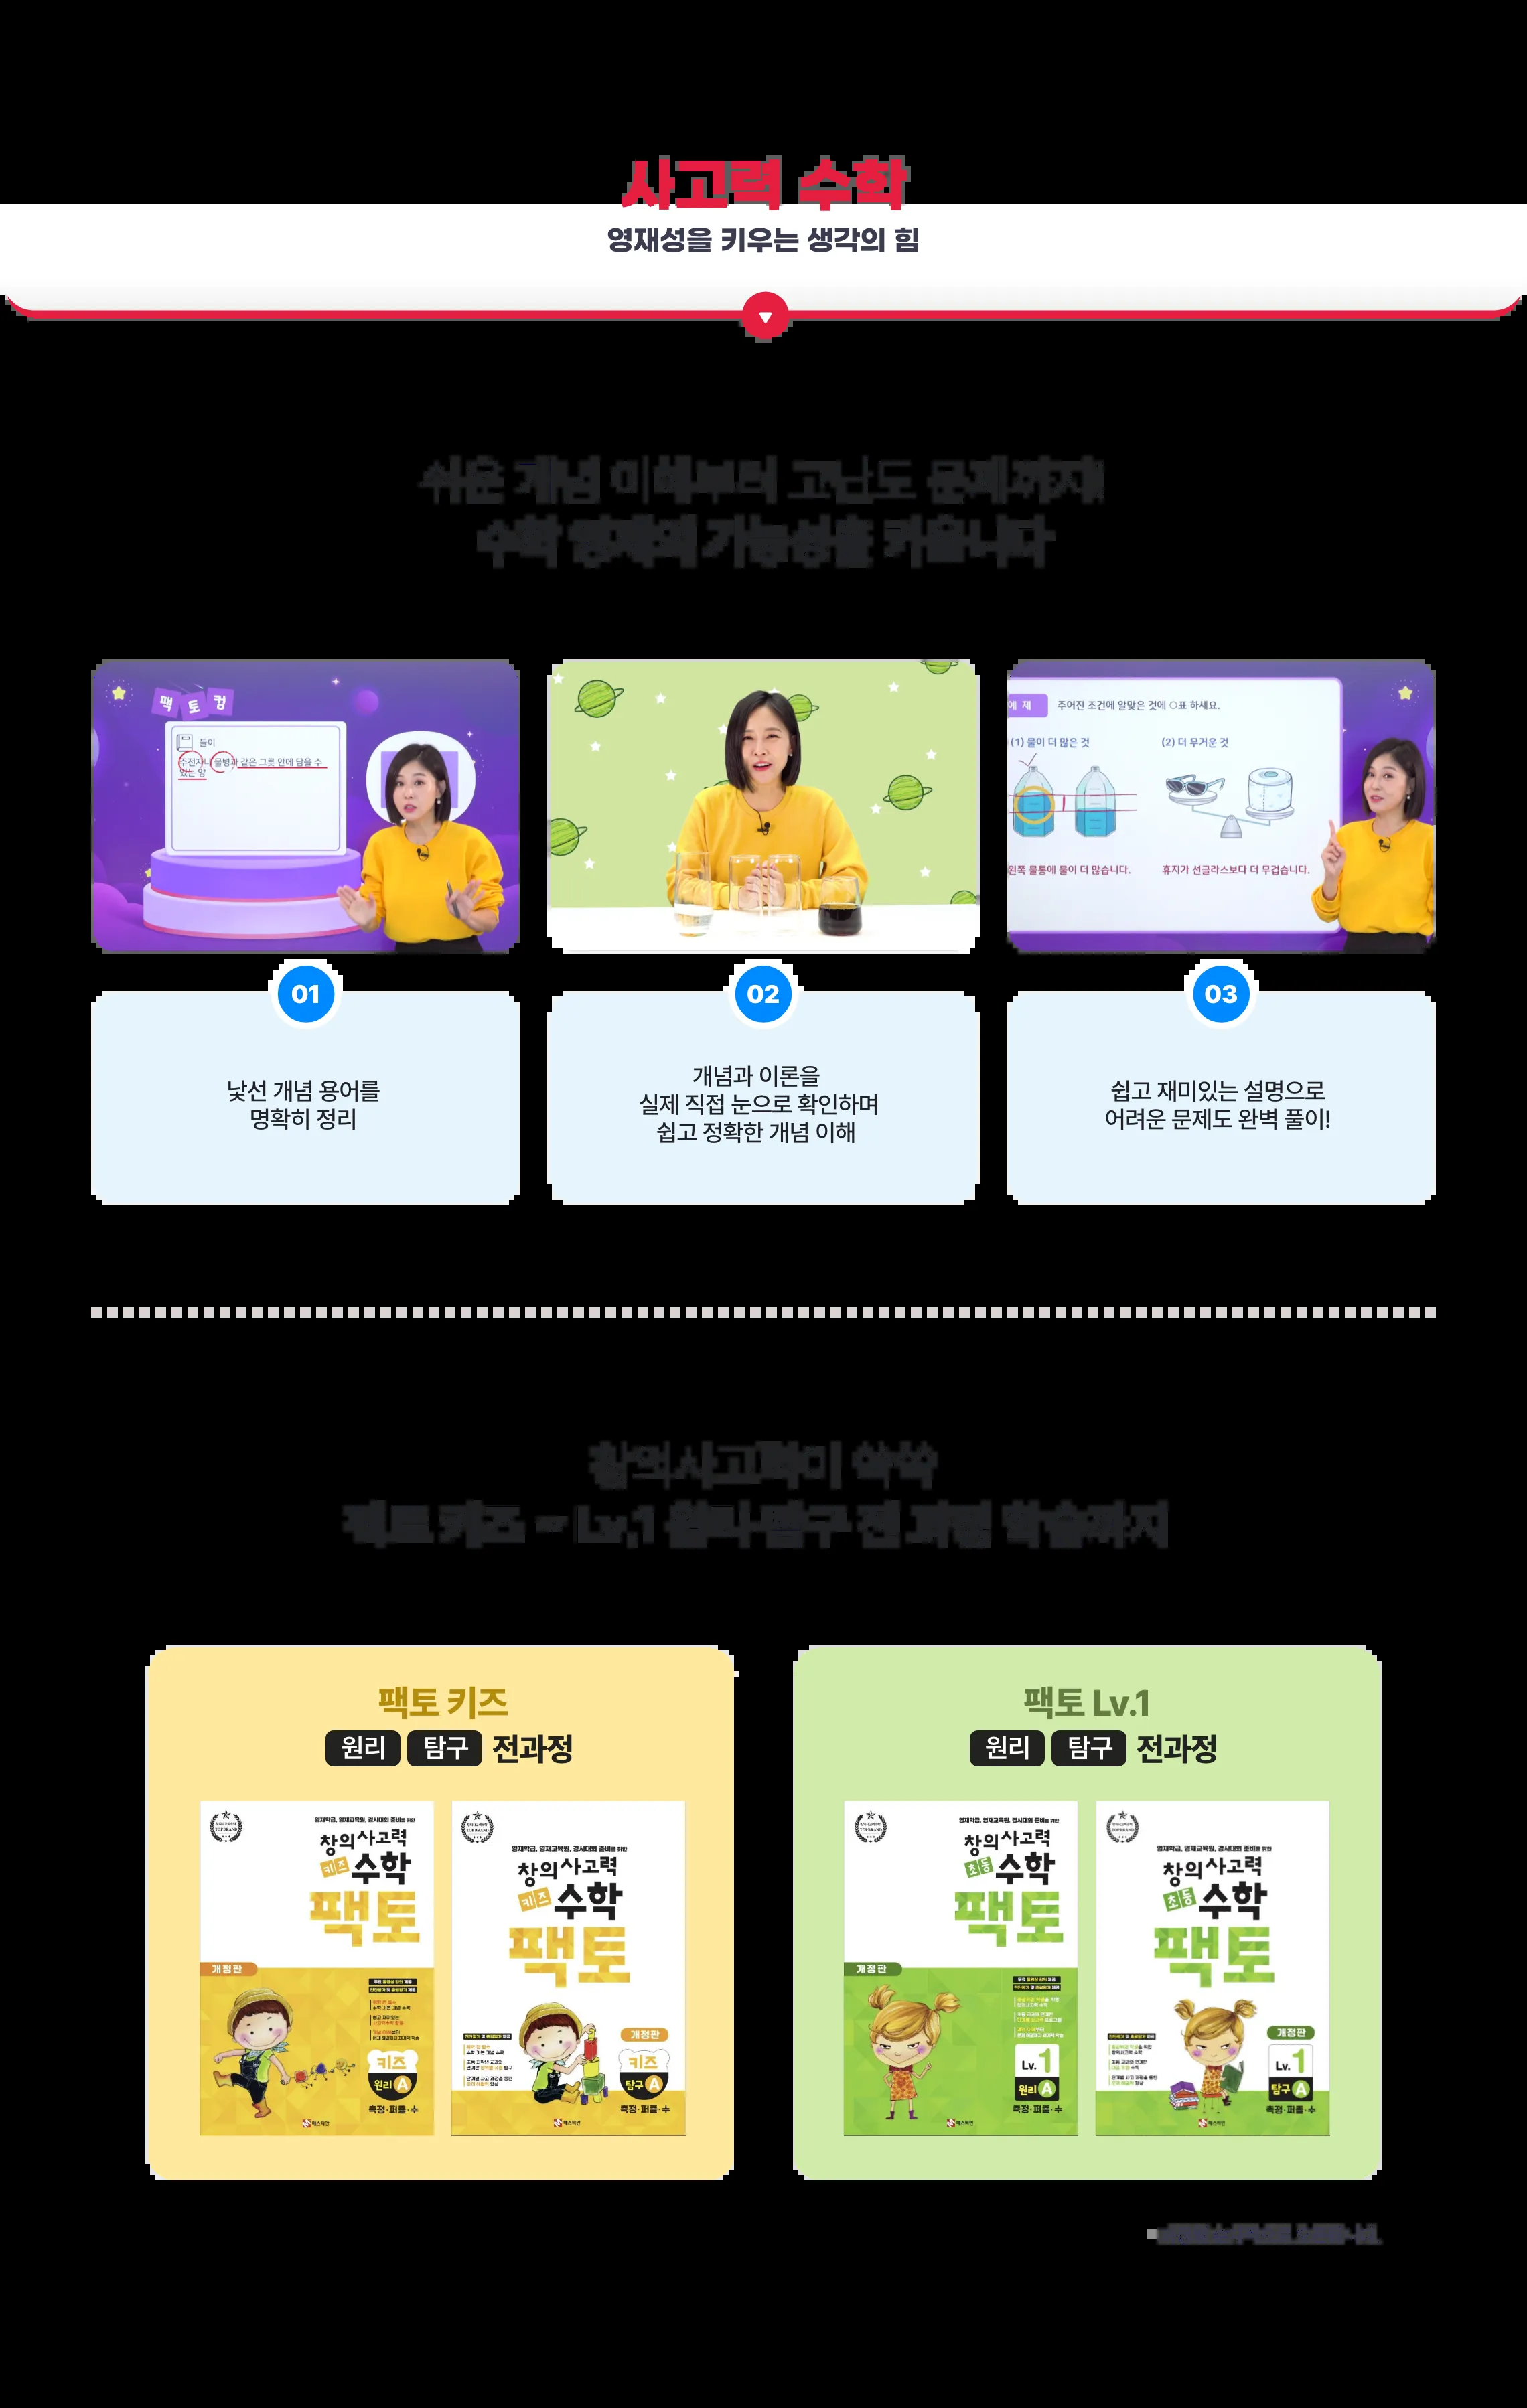 사고력 수학
영재성을 키우는 생각의 힘
쉬운 개념 이해부터 고난도 문제까지!
수학 영재의 가능성을 키웁니다
팩토컴
들이
주전자나 물병과 같은 그릇 안에 담을 수
있는 양
예 제 주어진 조건에 알맞은 것에 ○표 하세요.
(1) 물이 더 많은 것 (2) 더 무거운 것
왼쪽 물통에 물이 더 많습니다. 휴지가 선글라스보다 더 무겁습니다.
01
낯선 개념 용어를
명확히 정리
02
개념과 이론을
실제 직접 눈으로 확인하며
쉽고 정확한 개념 이해
03
쉽고 재미있는 설명으로
어려운 문제도 완벽 풀이!
창의사고력이 쑥쑥
팩토 키즈 ~ Lv.1 원리·탐구 전 과정 학습까지
팩토 키즈
원리 탐구 전과정
영재학급, 영재교육원, 경시대회 준비를 위한
창의사고력
키즈 수학
팩토
개정판
키즈
원리 A
측정·퍼즐·수
매스티안
영재학급, 영재교육원, 경시대회 준비를 위한
창의사고력
키즈 수학
팩토
개정판
키즈
탐구 A
측정·퍼즐·수
매스티안
팩토 Lv.1
원리 탐구 전과정
영재학급, 영재교육원, 경시대회 준비를 위한
창의사고력
초등 수학
팩토
개정판
Lv.1
원리 A
측정·퍼즐·수
매스티안
영재학급, 영재교육원, 경시대회 준비를 위한
창의사고력
초등 수학
팩토
개정판
Lv.1
탐구 A
측정·퍼즐·수
매스티안